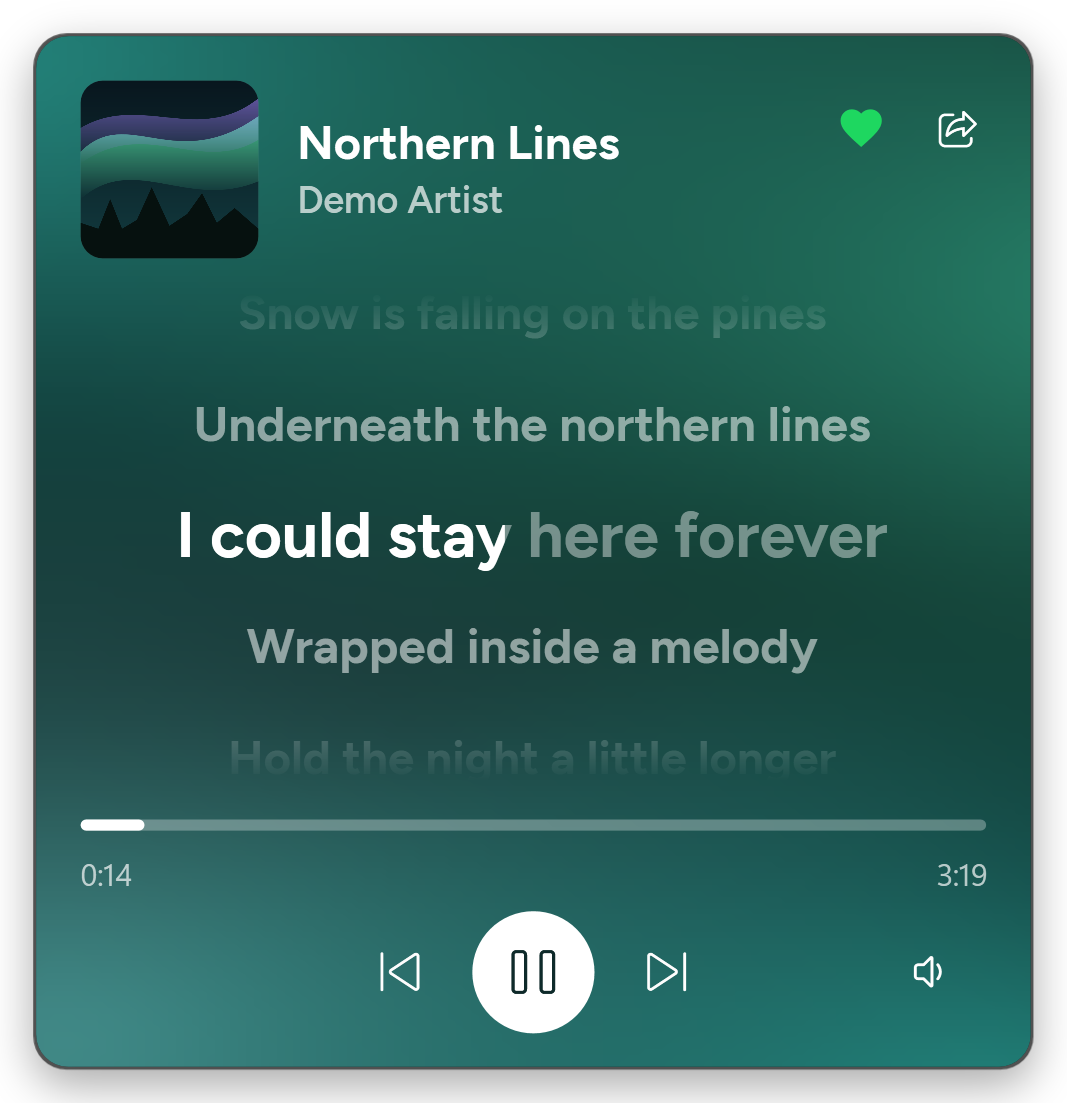 Northern Lines
Demo Artist
Snow is falling on the pines
Underneath the northern lines
I could stay here forever
Wrapped inside a melody
Hold the night a little longer
0:14
3:19